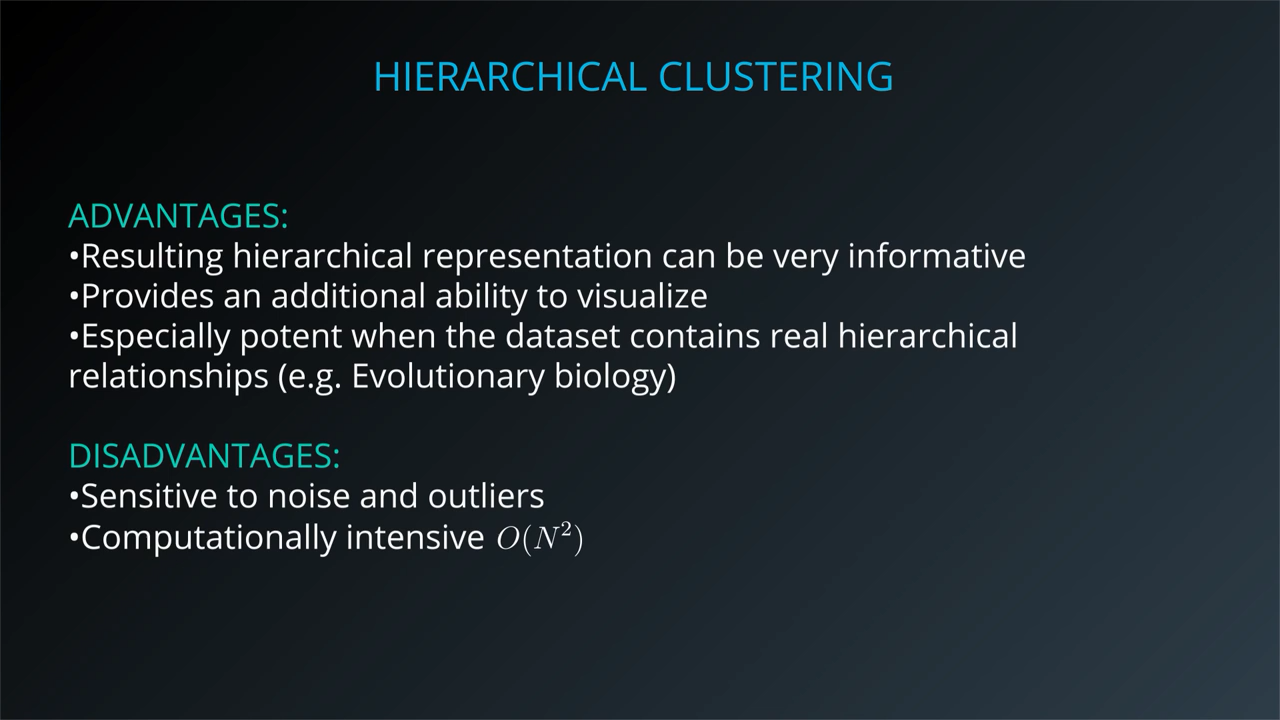 HIERARCHICAL CLUSTERING
ADVANTAGES:
•Resulting hierarchical representation can be very informative
•Provides an additional ability to visualize
•Especially potent when the dataset contains real hierarchical
relationships (e.g. Evolutionary biology)
DISADVANTAGES:
•Sensitive to noise and outliers
•Computationally intensive O(N²)